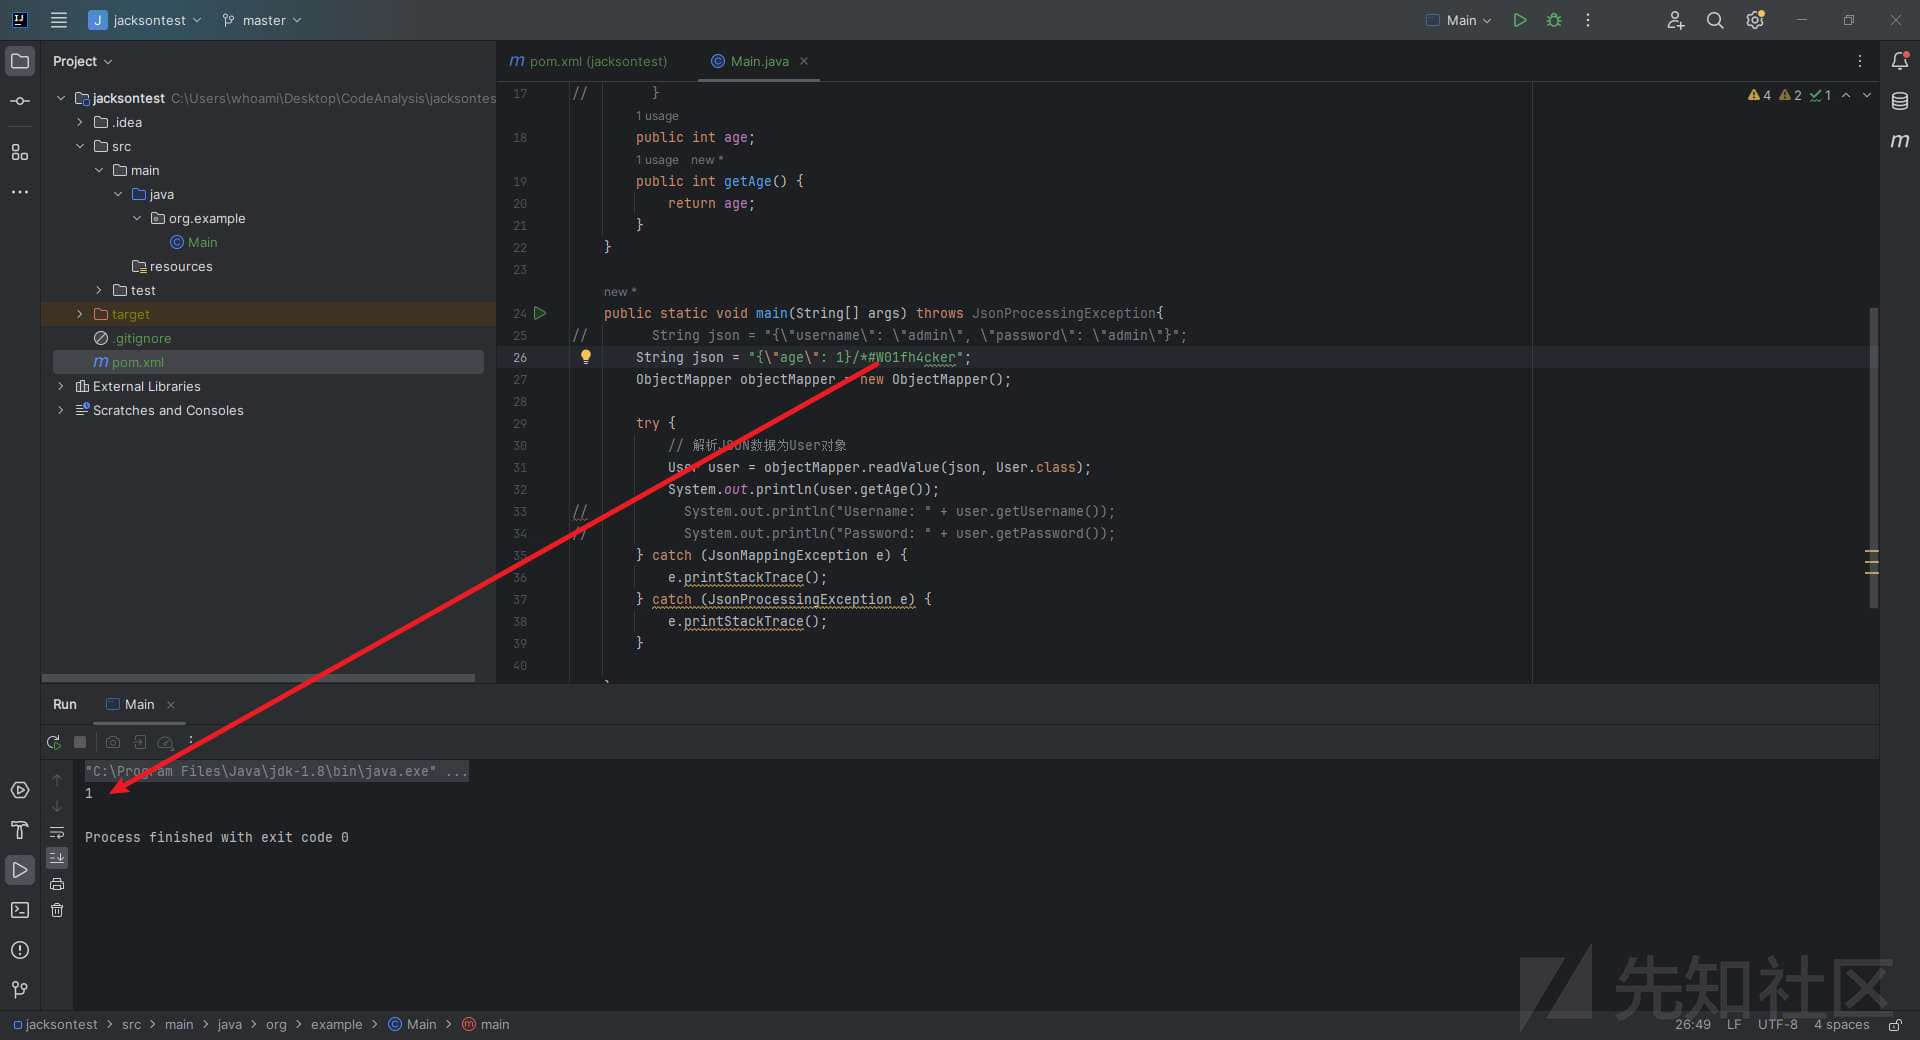 jacksontest
master
Main
Project
pom.xml (jacksontest)
Main.java
jacksontest C:\Users\whoami\Desktop\CodeAnalysis\jacksontes
.idea
src
main
java
org.example
Main
resources
test
target
.gitignore
pom.xml
External Libraries
Scratches and Consoles
4 2 1
17 // }
1 usage
18 public int age;
1 usage new *
19 public int getAge() {
20 return age;
21 }
22 }
23
new *
24 public static void main(String[] args) throws JsonProcessingException{
25 // String json = "{\"username\": \"admin\", \"password\": \"admin\"}";
26 String json = "{\"age\": 1}/*#W01fh4cker";
27 ObjectMapper objectMapper = new ObjectMapper();
28
29 try {
30 // 解析JSON数据为User对象
31 User user = objectMapper.readValue(json, User.class);
32 System.out.println(user.getAge());
33 // System.out.println("Username: " + user.getUsername());
34 // System.out.println("Password: " + user.getPassword());
35 } catch (JsonMappingException e) {
36 e.printStackTrace();
37 } catch (JsonProcessingException e) {
38 e.printStackTrace();
39 }
40
Run Main
"C:\Program Files\Java\jdk-1.8\bin\java.exe" ...
1
Process finished with exit code 0
先知社区
jacksontest > src > main > java > org > example > Main > main
26:49 LF UTF-8 4 spaces